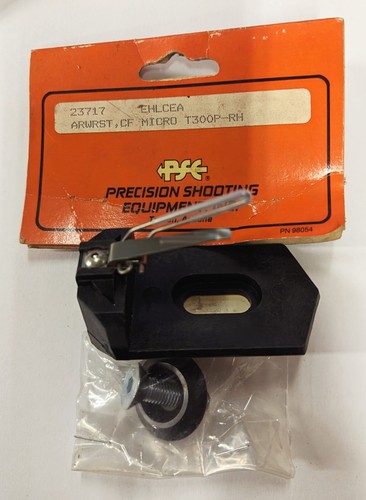 23717 EHLCEA
ARWRST,CF MICRO T300P-RH
PSE
PRECISION SHOOTING
EQUIPMENT
PN 98054